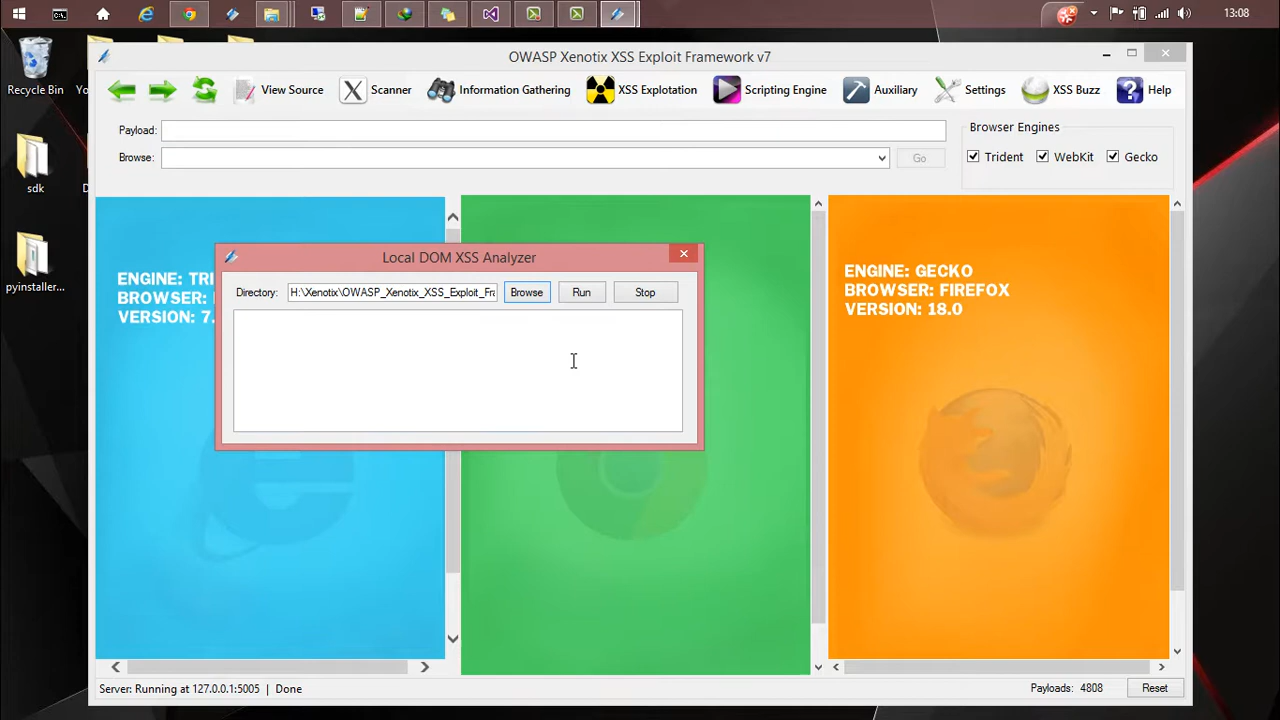 13:08
OWASP Xenotix XSS Exploit Framework v7
View Source Scanner Information Gathering XSS Explotation Scripting Engine Auxiliary Settings XSS Buzz Help
Payload:
Browse:
Go
Browser Engines
Trident WebKit Gecko
Recycle Bin
sdk
pyinstaller...
Local DOM XSS Analyzer
Directory: H:\Xenotix\OWASP_Xenotix_XSS_Exploit_Fra
Browse
Run
Stop
ENGINE: TRI
BROWSER:
VERSION: 7.
ENGINE: GECKO
BROWSER: FIREFOX
VERSION: 18.0
Server: Running at 127.0.0.1:5005 | Done
Payloads: 4808
Reset